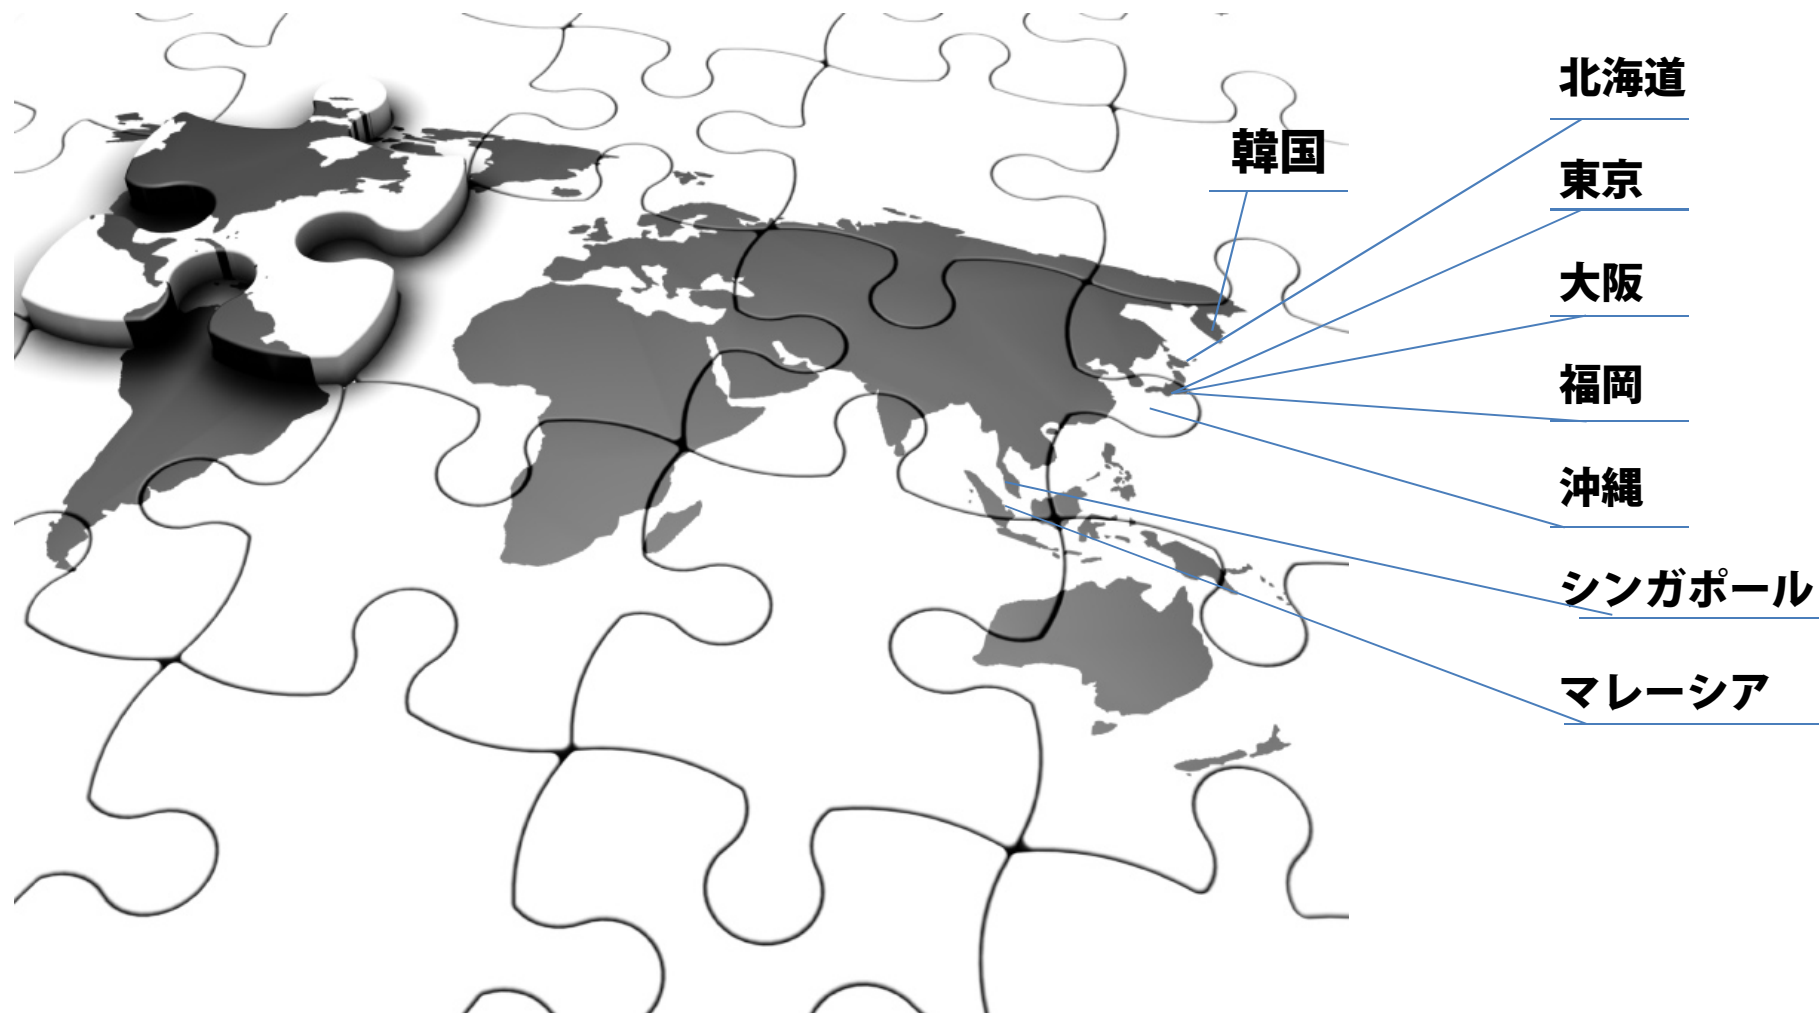 北海道
韓国
東京
大阪
福岡
沖縄
シンガポール
マレーシア